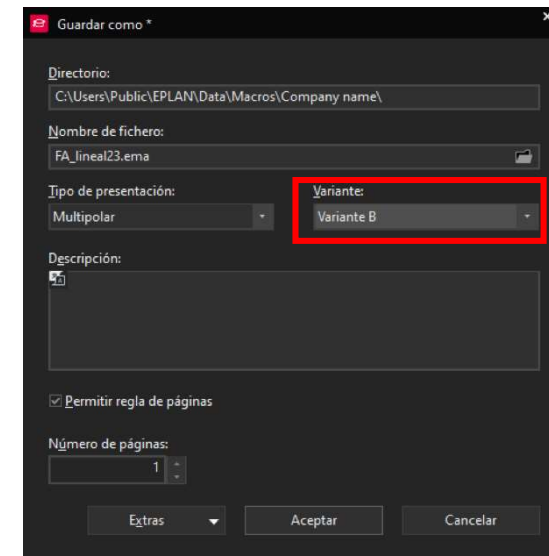 Guardar como *
Directorio:
C:\Users\Public\EPLAN\Data\Macros\Company name\
Nombre de fichero:
FA_lineal23.ema
Tipo de presentación: Variante:
Multipolar Variante B
Descripción:
Permitir regla de páginas
Número de páginas:
1
Extras Aceptar Cancelar